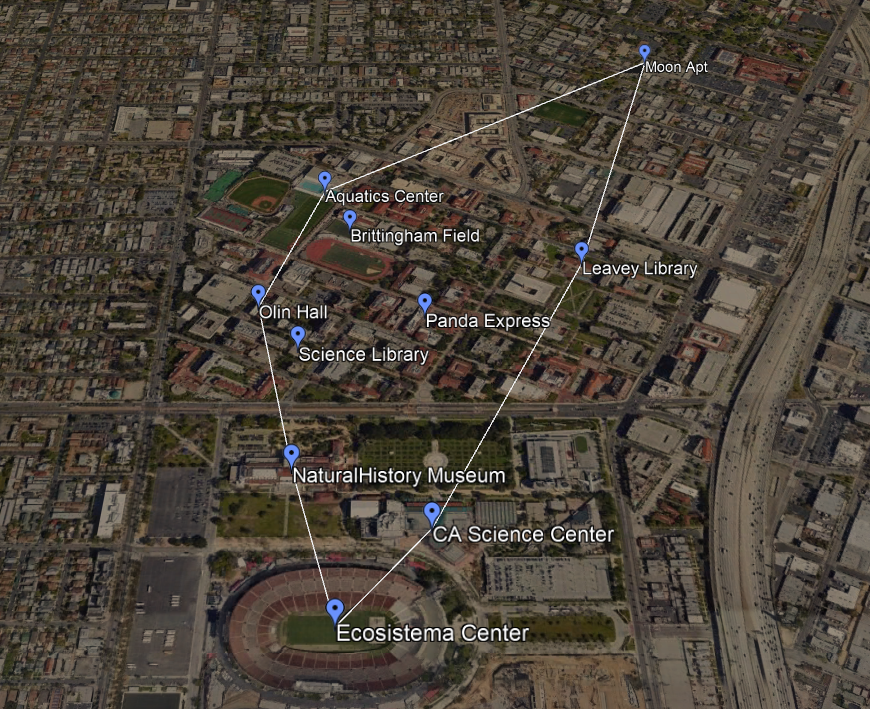 Moon Apt
Aquatics Center
Brittingham Field
Leavey Library
Olin Hall
Panda Express
Science Library
NaturalHistory Museum
CA Science Center
Ecosistema Center